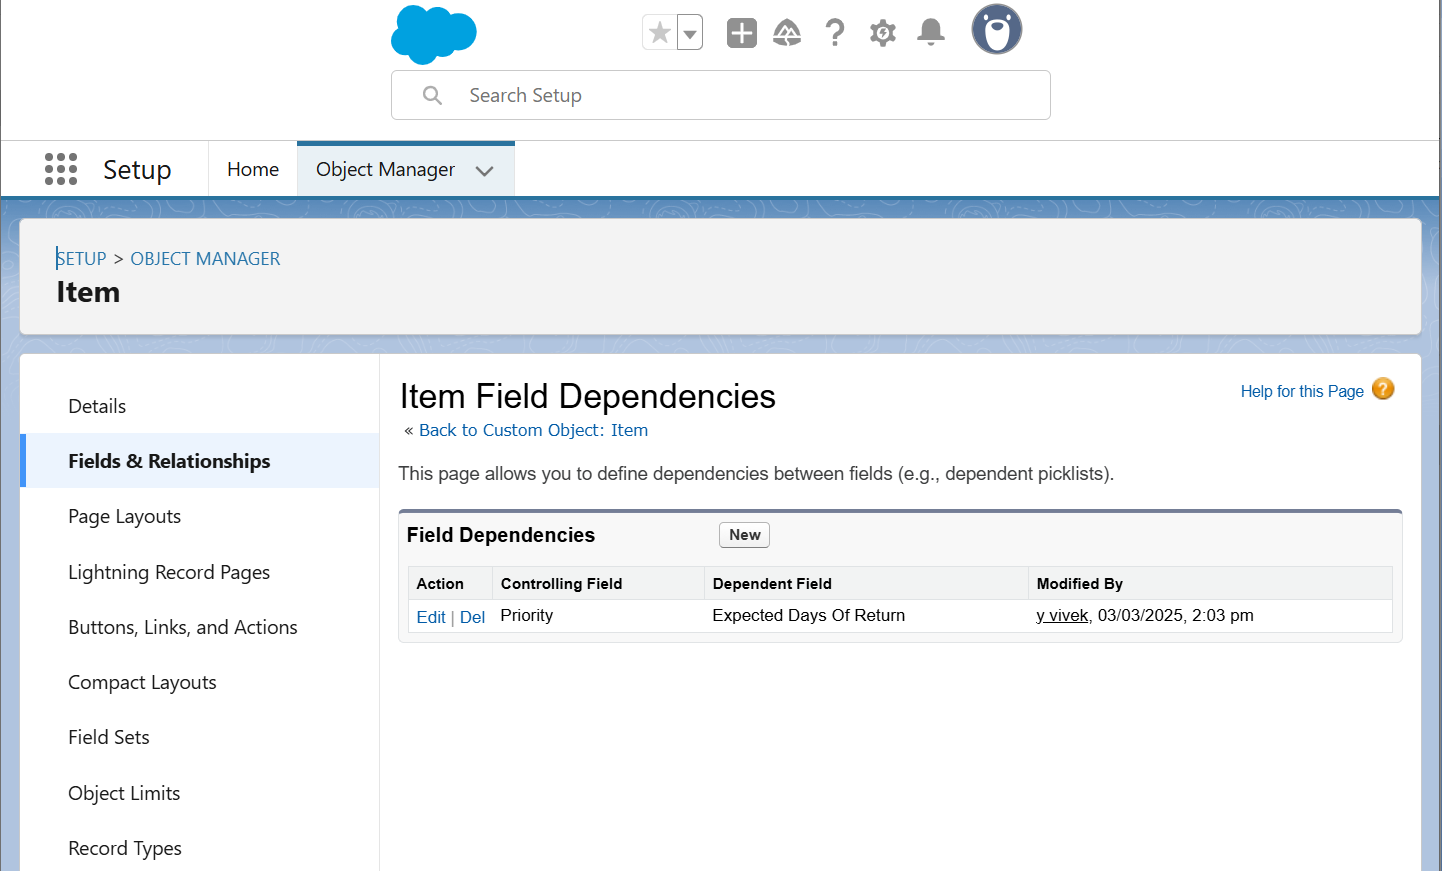 Search Setup
Setup
Home
Object Manager
SETUP > OBJECT MANAGER
Item
Details
Fields & Relationships
Page Layouts
Lightning Record Pages
Buttons, Links, and Actions
Compact Layouts
Field Sets
Object Limits
Record Types
Item Field Dependencies
Help for this Page ?
« Back to Custom Object: Item
This page allows you to define dependencies between fields (e.g., dependent picklists).
Field Dependencies New
Action Controlling Field Dependent Field Modified By
Edit | Del Priority Expected Days Of Return y vivek, 03/03/2025, 2:03 pm